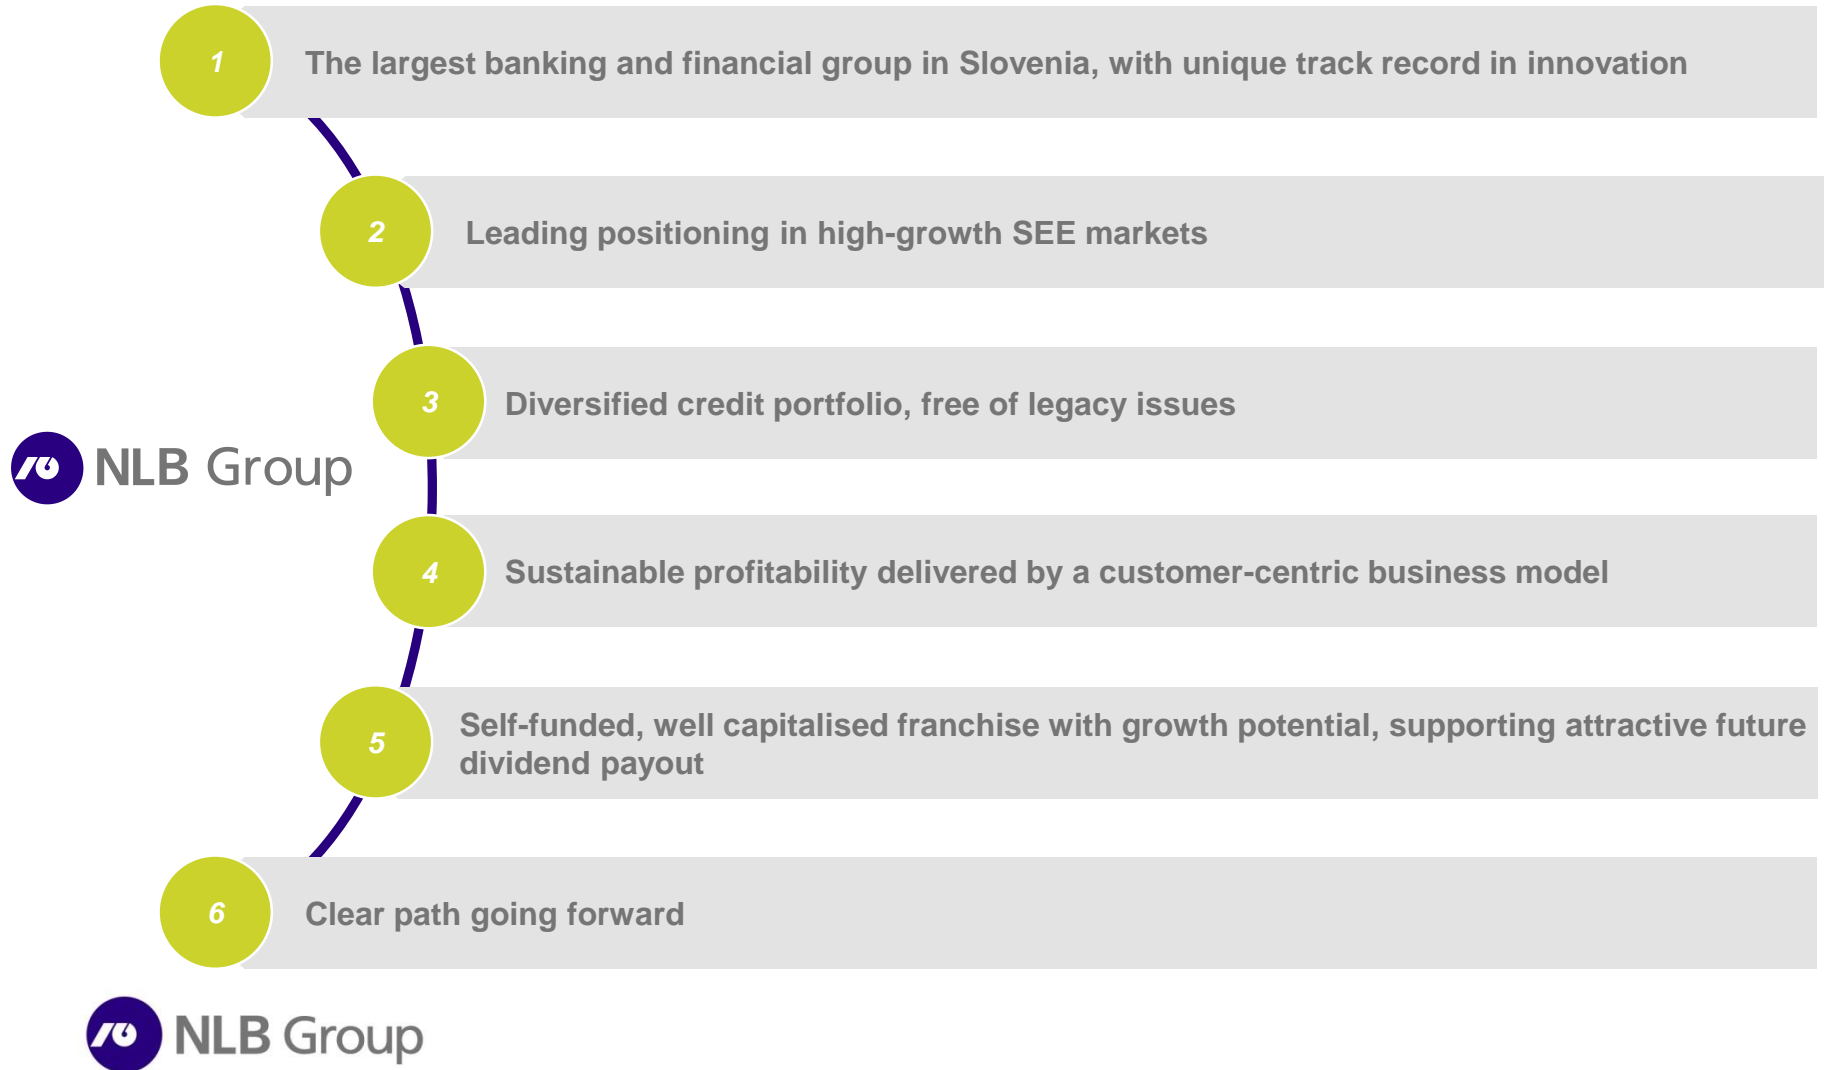 1
The largest banking and financial group in Slovenia, with unique track record in innovation
2
Leading positioning in high-growth SEE markets
3
Diversified credit portfolio, free of legacy issues
NLB Group
4
Sustainable profitability delivered by a customer-centric business model
5
Self-funded, well capitalised franchise with growth potential, supporting attractive future
dividend payout
6
Clear path going forward
NLB Group